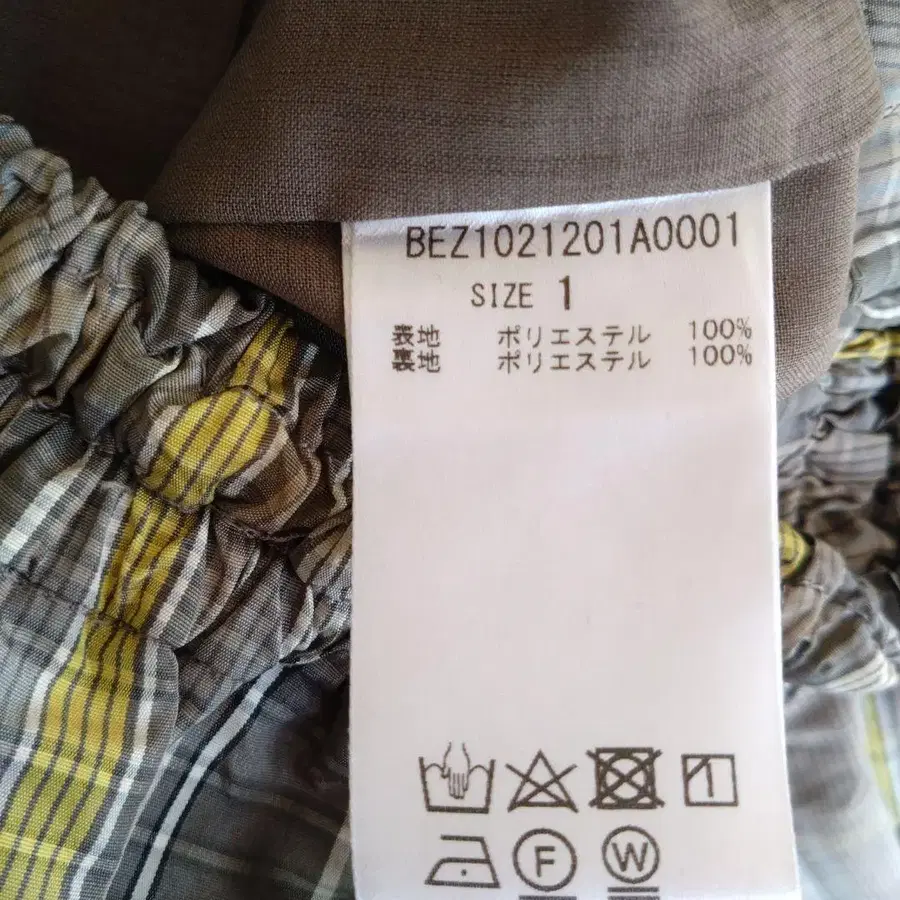 BEZ1021201A0001
SIZE 1
表地 ポリエステル 100%
裏地 ポリエステル 100%
F W